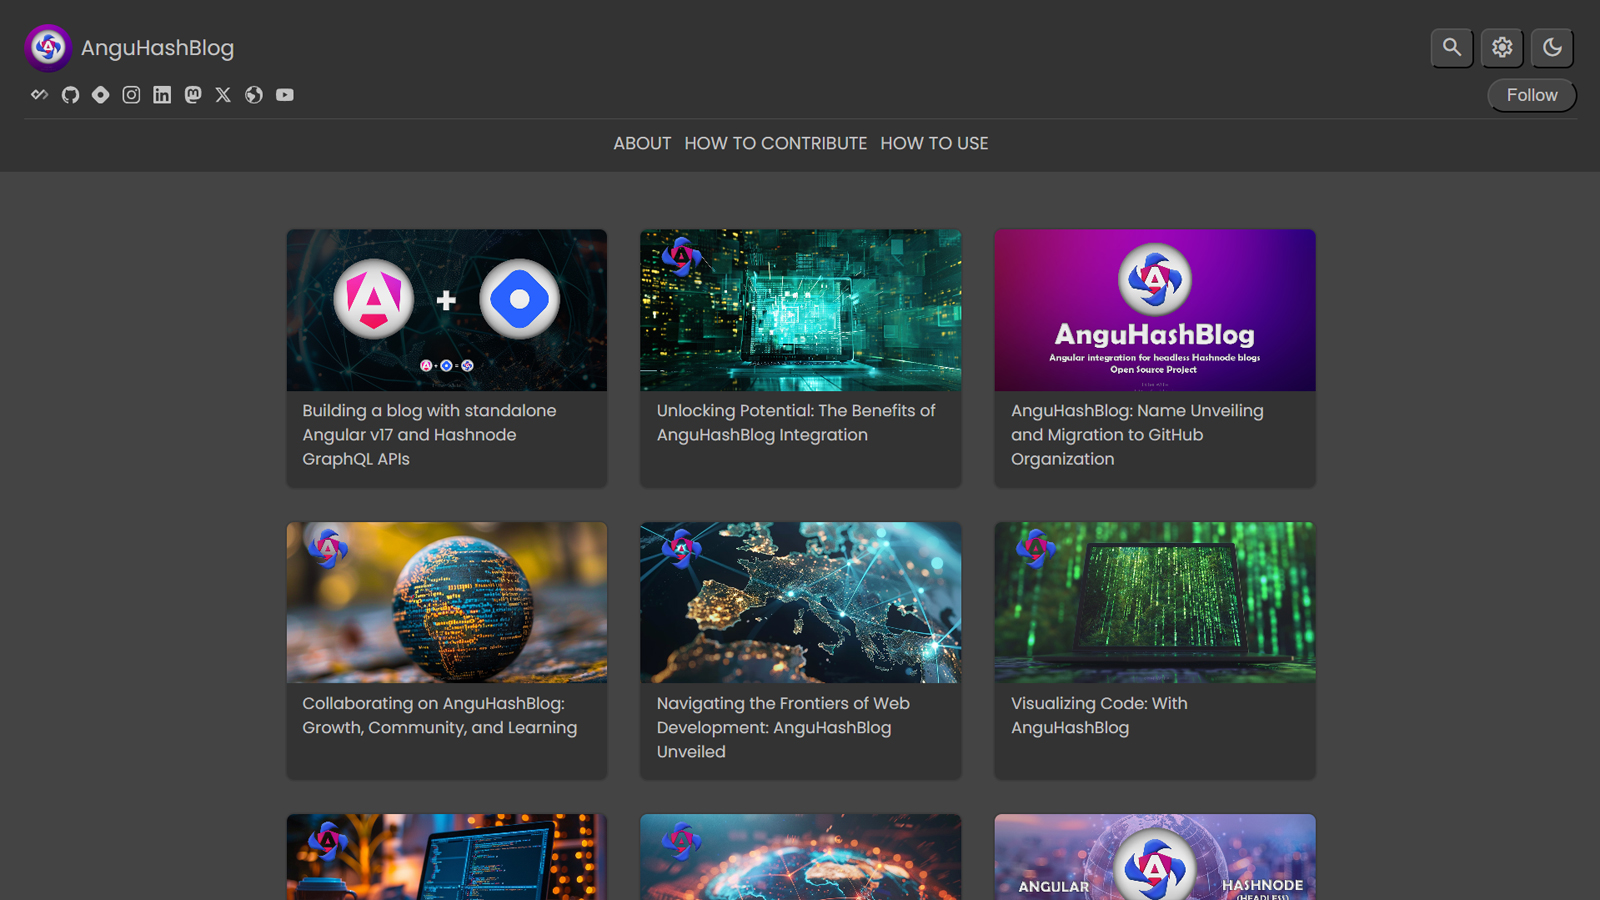 AnguHashBlog
Follow
ABOUT HOW TO CONTRIBUTE HOW TO USE
AnguHashBlog
Angular integration for headless Hashnode blogs
Open Source Project
Building a blog with standalone
Angular v17 and Hashnode
GraphQL APIs
Unlocking Potential: The Benefits of
AnguHashBlog Integration
AnguHashBlog: Name Unveiling
and Migration to GitHub
Organization
Collaborating on AnguHashBlog:
Growth, Community, and Learning
Navigating the Frontiers of Web
Development: AnguHashBlog
Unveiled
Visualizing Code: With
AnguHashBlog
ANGULAR
HASHNODE
(HEADLESS)